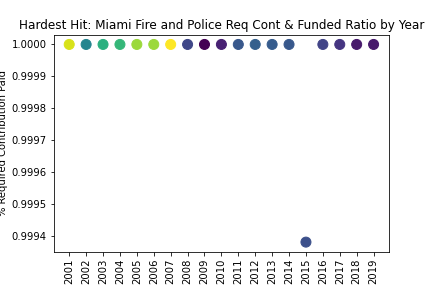 Hardest Hit: Miami Fire and Police Req Cont & Funded Ratio by Year
% Required Contribution Paid
1.0000
0.9999
0.9998
0.9997
0.9996
0.9995
0.9994
2001 2002 2003 2004 2005 2006 2007 2008 2009 2010 2011 2012 2013 2014 2015 2016 2017 2018 2019